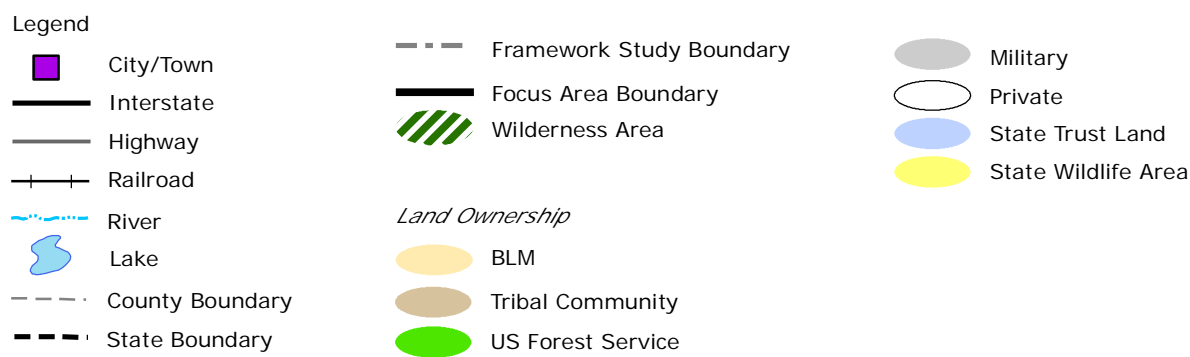 Legend
City/Town
Interstate
Highway
Railroad
River
Lake
County Boundary
State Boundary
Framework Study Boundary
Focus Area Boundary
Wilderness Area
Land Ownership
BLM
Tribal Community
US Forest Service
Military
Private
State Trust Land
State Wildlife Area